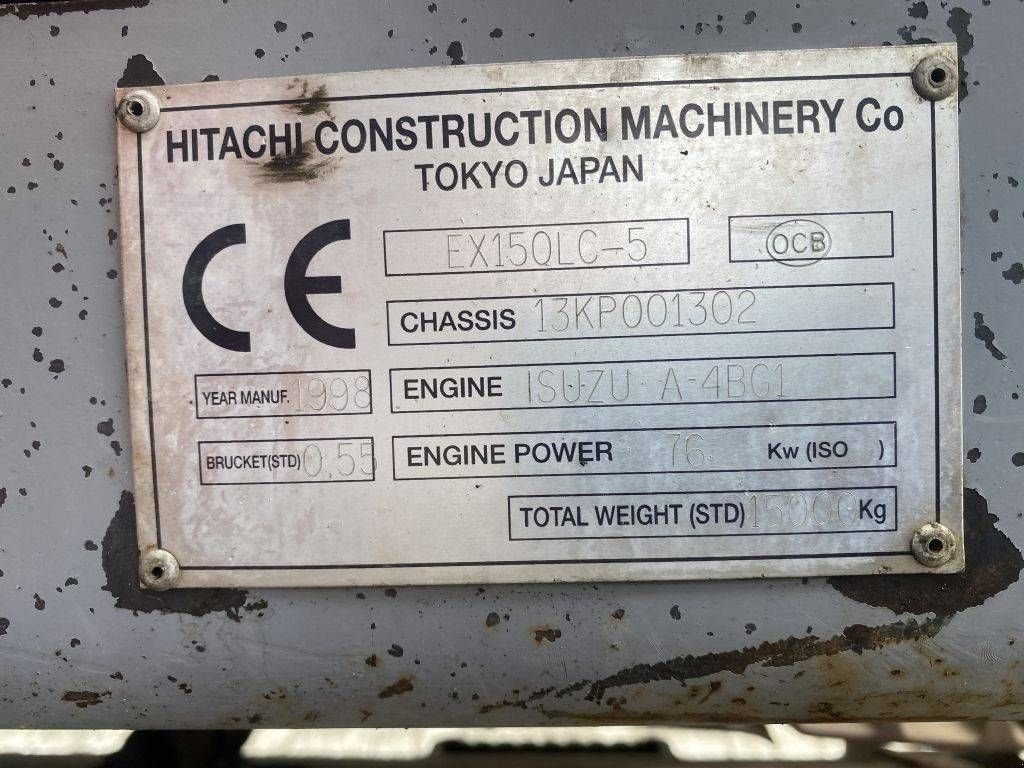 HITACHI CONSTRUCTION MACHINERY Co
TOKYO JAPAN
CE
EX150LC-5
OCB
CHASSIS 13KP001302
YEAR MANUF. 1998
ENGINE ISUZU A-4BG1
BRUCKET(STD) 0.55
ENGINE POWER 76 Kw (ISO )
TOTAL WEIGHT (STD) 15000 Kg